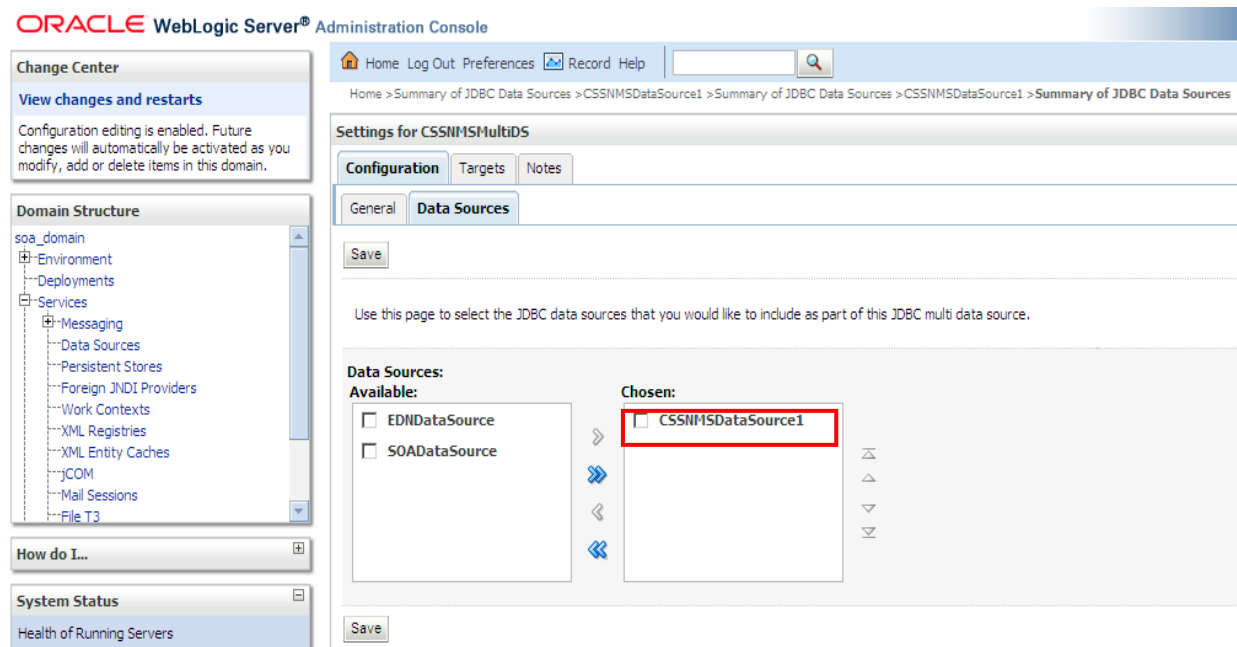 ORACLE WebLogic Server® Administration Console
Change Center
View changes and restarts
Configuration editing is enabled. Future
changes will automatically be activated as you
modify, add or delete items in this domain.
Domain Structure
soa_domain
Environment
Deployments
Services
Messaging
Data Sources
Persistent Stores
Foreign JNDI Providers
Work Contexts
XML Registries
XML Entity Caches
jCOM
Mail Sessions
File T3
How do I...
System Status
Health of Running Servers
Home Log Out Preferences Record Help
Home >Summary of JDBC Data Sources >CSSNMSDataSource1 >Summary of JDBC Data Sources >CSSNMSDataSource1 >Summary of JDBC Data Sources
Settings for CSSNMSMultiDS
Configuration Targets Notes
General Data Sources
Save
Use this page to select the JDBC data sources that you would like to include as part of this JDBC multi data source.
Data Sources:
Available: Chosen:
EDNDataSource CSSNMSDataSource1
SOADataSource
Save